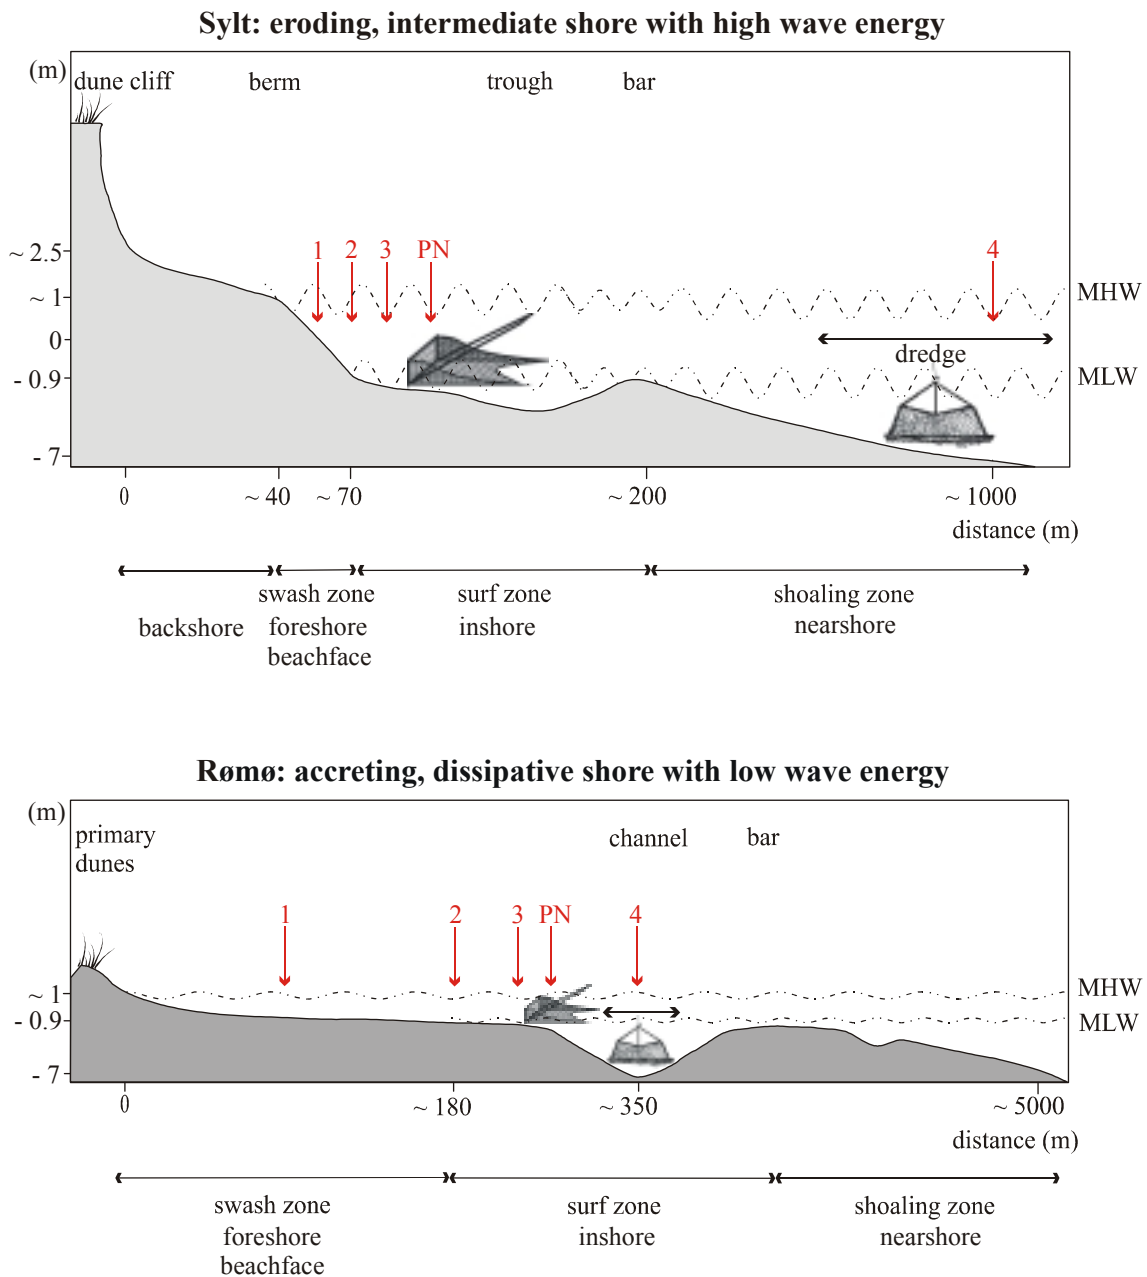 Sylt: eroding, intermediate shore with high wave energy
(m)
dune cliff berm trough bar
~ 2.5
~ 1
0
- 0.9
- 7
1 2 3 PN 4
MHW
dredge
MLW
0 ~ 40 ~ 70 ~ 200 ~ 1000
distance (m)
swash zone surf zone shoaling zone
backshore foreshore inshore nearshore
beachface
Rømø: accreting, dissipative shore with low wave energy
(m)
primary channel bar
dunes
1 2 3 PN 4
~ 1 MHW
- 0.9 MLW
- 7
0 ~ 180 ~ 350 ~ 5000
distance (m)
swash zone surf zone shoaling zone
foreshore inshore nearshore
beachface